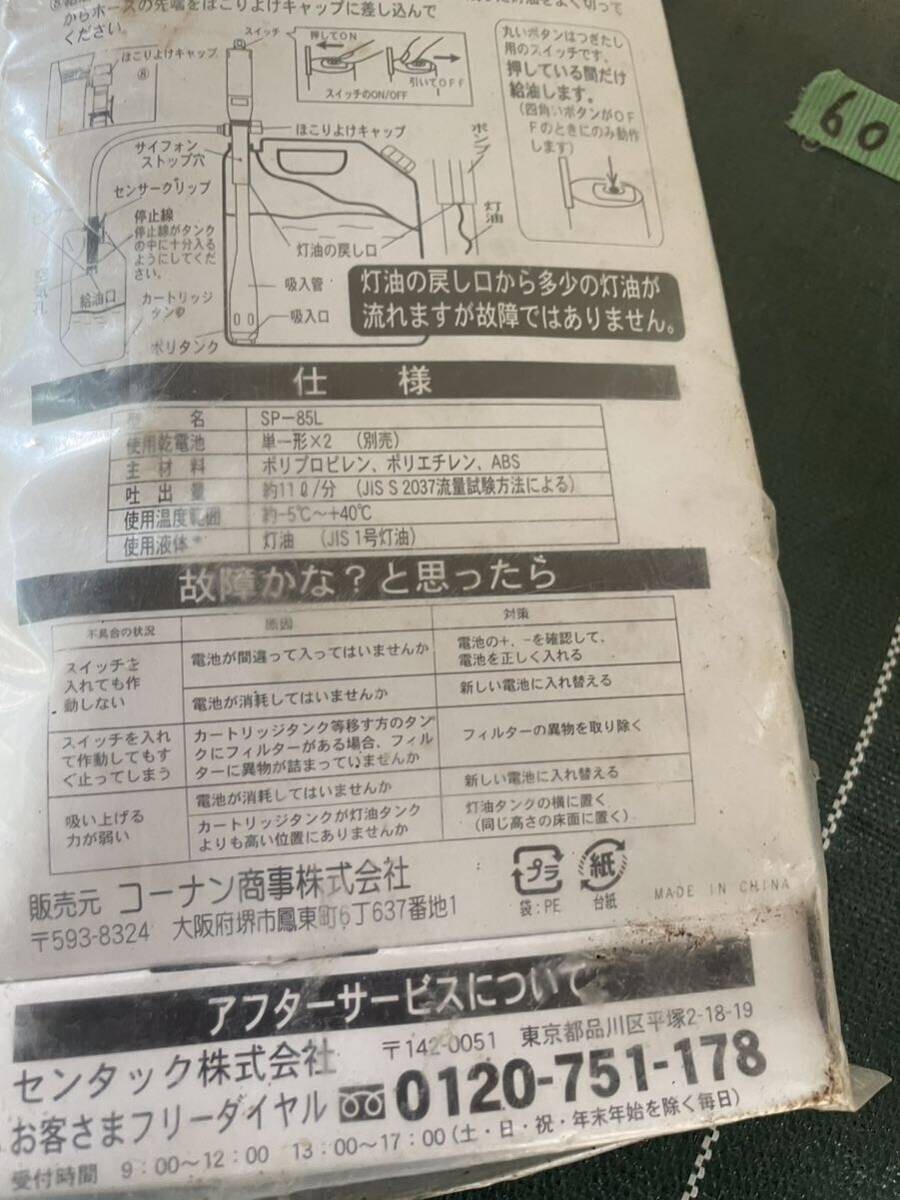 からホースの先端をほこりよけキャップに差し込んで
ください。
スイッチ
押してON
引いてOFF
スイッチのON/OFF
丸いボタンはつぎたし
用のスイッチです。
押している間だけ
給油します。
(四角いボタンがOF
Fのときにのみ動作
します)
60
ほこりよけキャップ
⑧
ほこりよけキャップ
サイフォン
ストップ穴
センサークリップ
停止線
停止線がタンク
の中に十分入る
ようにしてくだ
さい。
給油口
空気孔
カートリッジ
タンク
ポリタンク
灯油の戻し口
吸入管
吸入口
ポンプ
灯油
灯油の戻し口から多少の灯油が
流れますが故障ではありません。
仕様
名 SP-85L
使用乾電池 単一形×2 (別売)
主材料 ポリプロピレン、ポリエチレン、ABS
吐出量 約11ℓ/分 (JIS S 2037流量試験方法による)
使用温度範囲 約-5℃~+40℃
使用液体 灯油 (JIS 1号灯油)
故障かな?と思ったら
不具合の状況 原因 対策
スイッチを
入れても作
動しない
電池が間違って入ってはいませんか
電池の+、-を確認して、
電池を正しく入れる
電池が消耗してはいませんか
新しい電池に入れ替える
スイッチを入れ
て作動してもす
ぐ止ってしまう
カートリッジタンク等移す方のタン
クにフィルターがある場合、フィル
ターに異物が詰まっていませんか
フィルターの異物を取り除く
吸い上げる
力が弱い
電池が消耗してはいませんか
新しい電池に入れ替える
カートリッジタンクが灯油タンク
よりも高い位置にありませんか
灯油タンクの横に置く
(同じ高さの床面に置く)
販売元 コーナン商事株式会社
〒593-8324 大阪府堺市鳳東町6丁637番地1
プラ
袋:PE
紙
台紙
MADE IN CHINA
アフターサービスについて
センタック株式会社 〒142-0051 東京都品川区平塚2-18-19
お客さまフリーダイヤル 0120-751-178
受付時間 9:00~12:00 13:00~17:00(土・日・祝・年末年始を除く毎日)